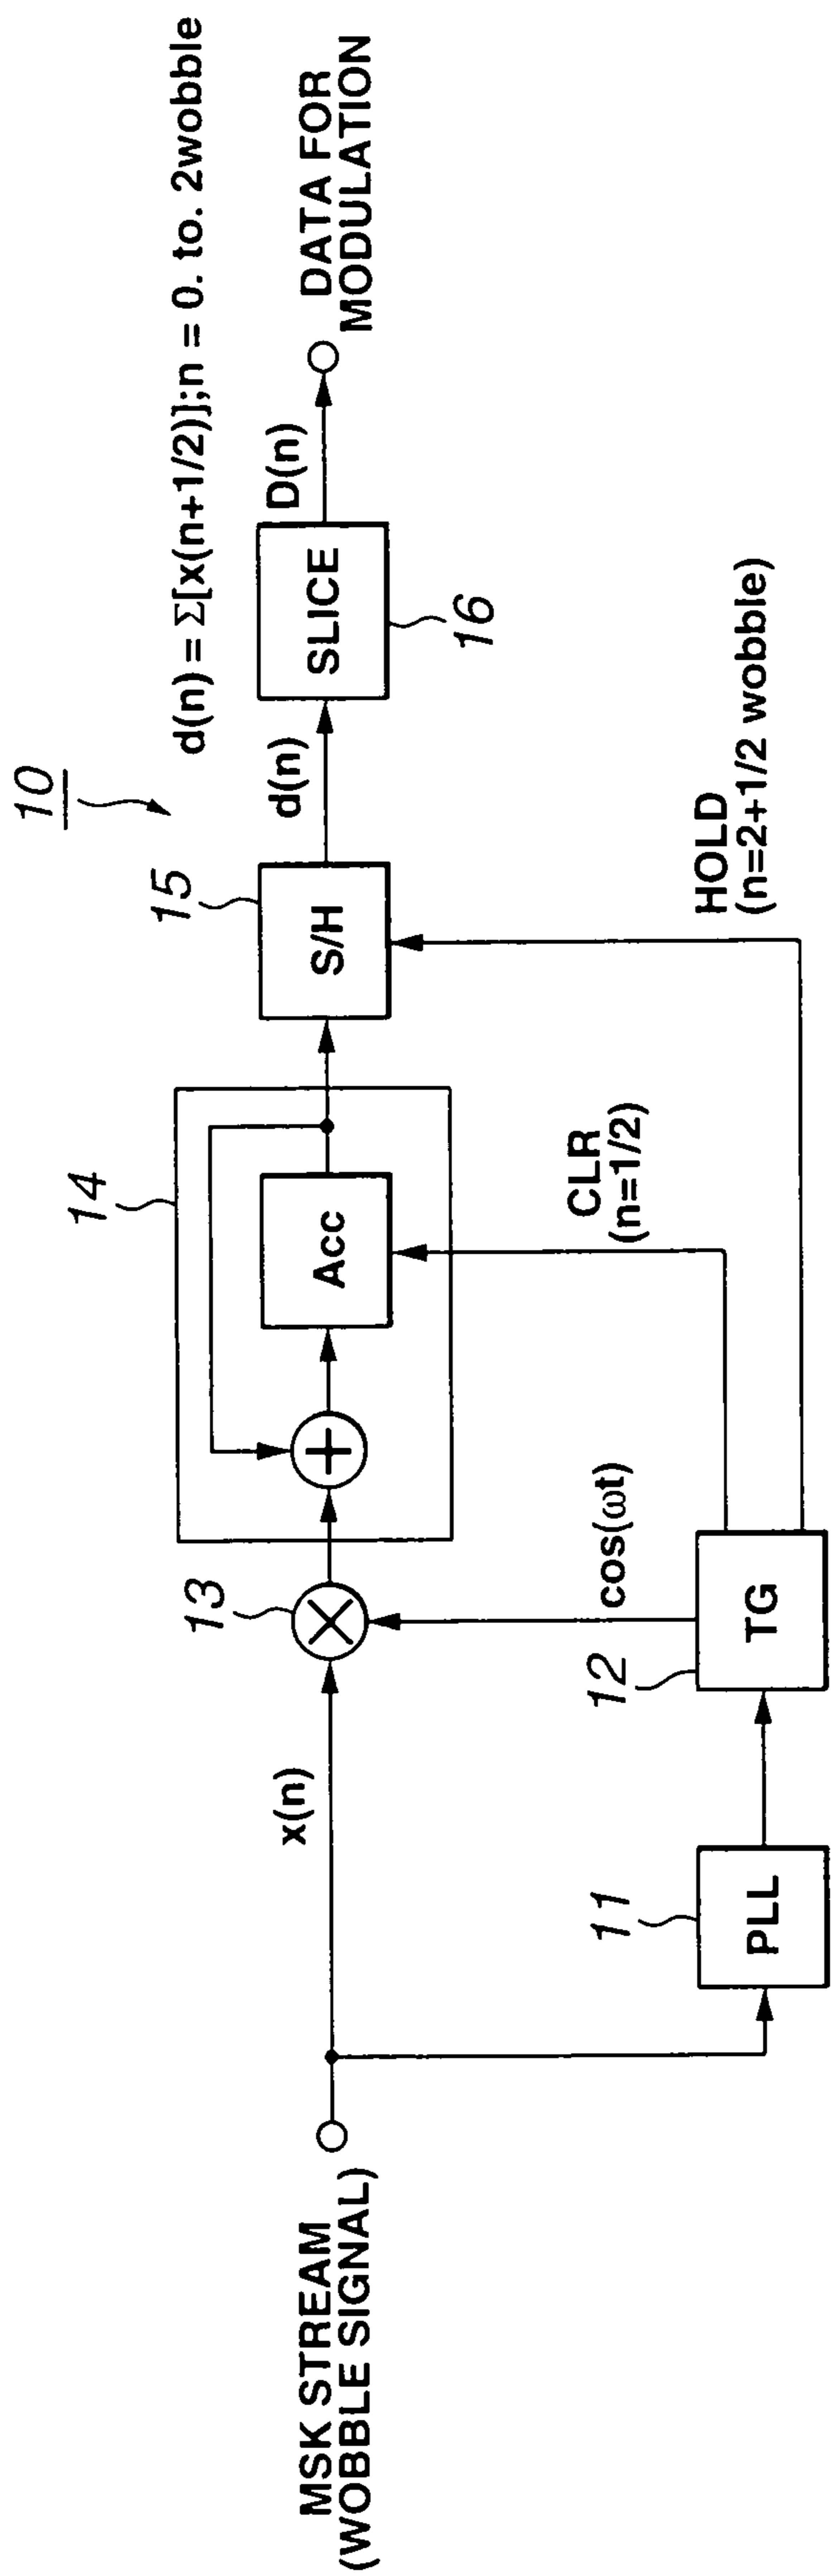 10
d(n) = Σ[x(n+1/2)];n = 0. to. 2wobble
MSK STREAM
(WOBBLE SIGNAL)
x(n)
13
14
Acc
15
S/H
d(n)
SLICE
16
D(n)
DATA FOR
MODULATION
11
PLL
12
TG
cos(ωt)
CLR
(n=1/2)
HOLD
(n=2+1/2 wobble)